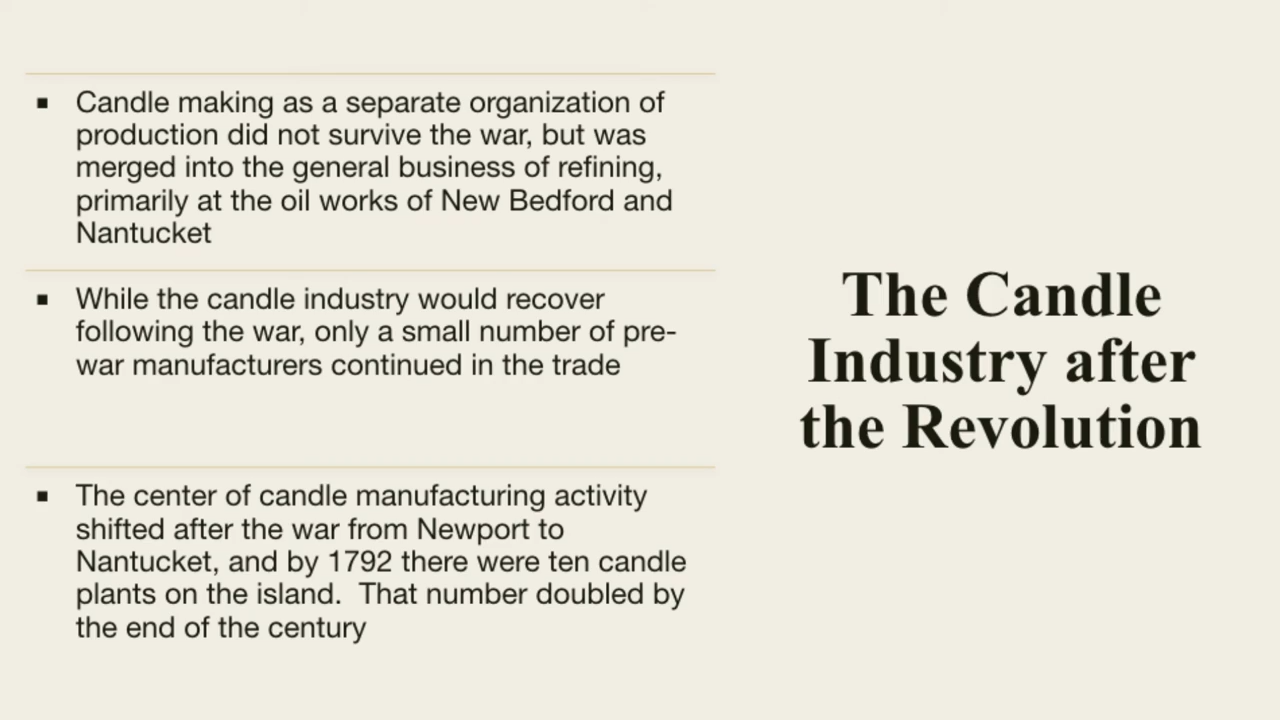 ■ Candle making as a separate organization of
production did not survive the war, but was
merged into the general business of refining,
primarily at the oil works of New Bedford and
Nantucket
■ While the candle industry would recover
following the war, only a small number of pre-
war manufacturers continued in the trade
■ The center of candle manufacturing activity
shifted after the war from Newport to
Nantucket, and by 1792 there were ten candle
plants on the island.  That number doubled by
the end of the century
The Candle
Industry after
the Revolution